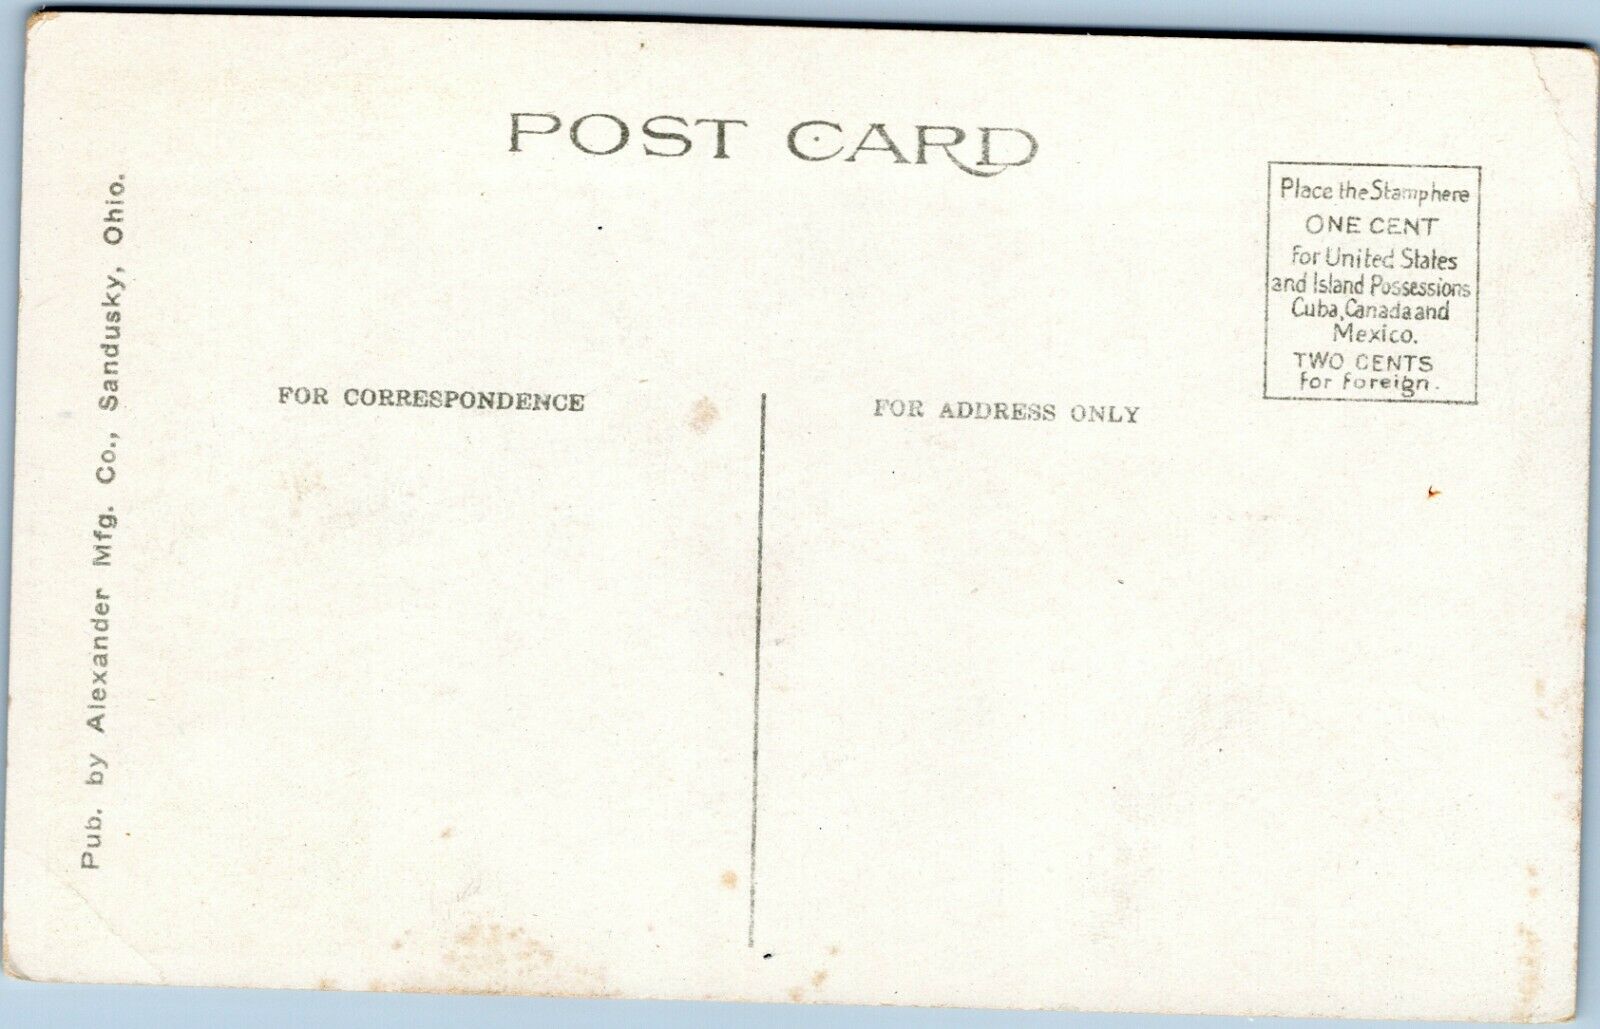 POST CARD
Place the Stamp here
ONE CENT
for United States
and Island Possessions
Cuba, Canada and
Mexico.
TWO CENTS
for foreign.
FOR CORRESPONDENCE
FOR ADDRESS ONLY
Pub. by Alexander Mfg. Co., Sandusky, Ohio.